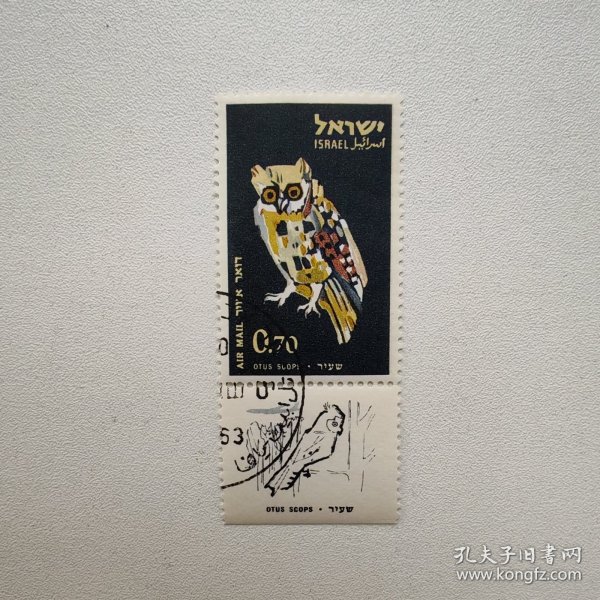 ישראל
ISRAEL اسرائيل
דואר אויר
AIR MAIL
0.70
OTUS SCOPS • שעיר
63
OTUS SCOPS • שעיר
孔夫子旧书网
www.kongfz.com